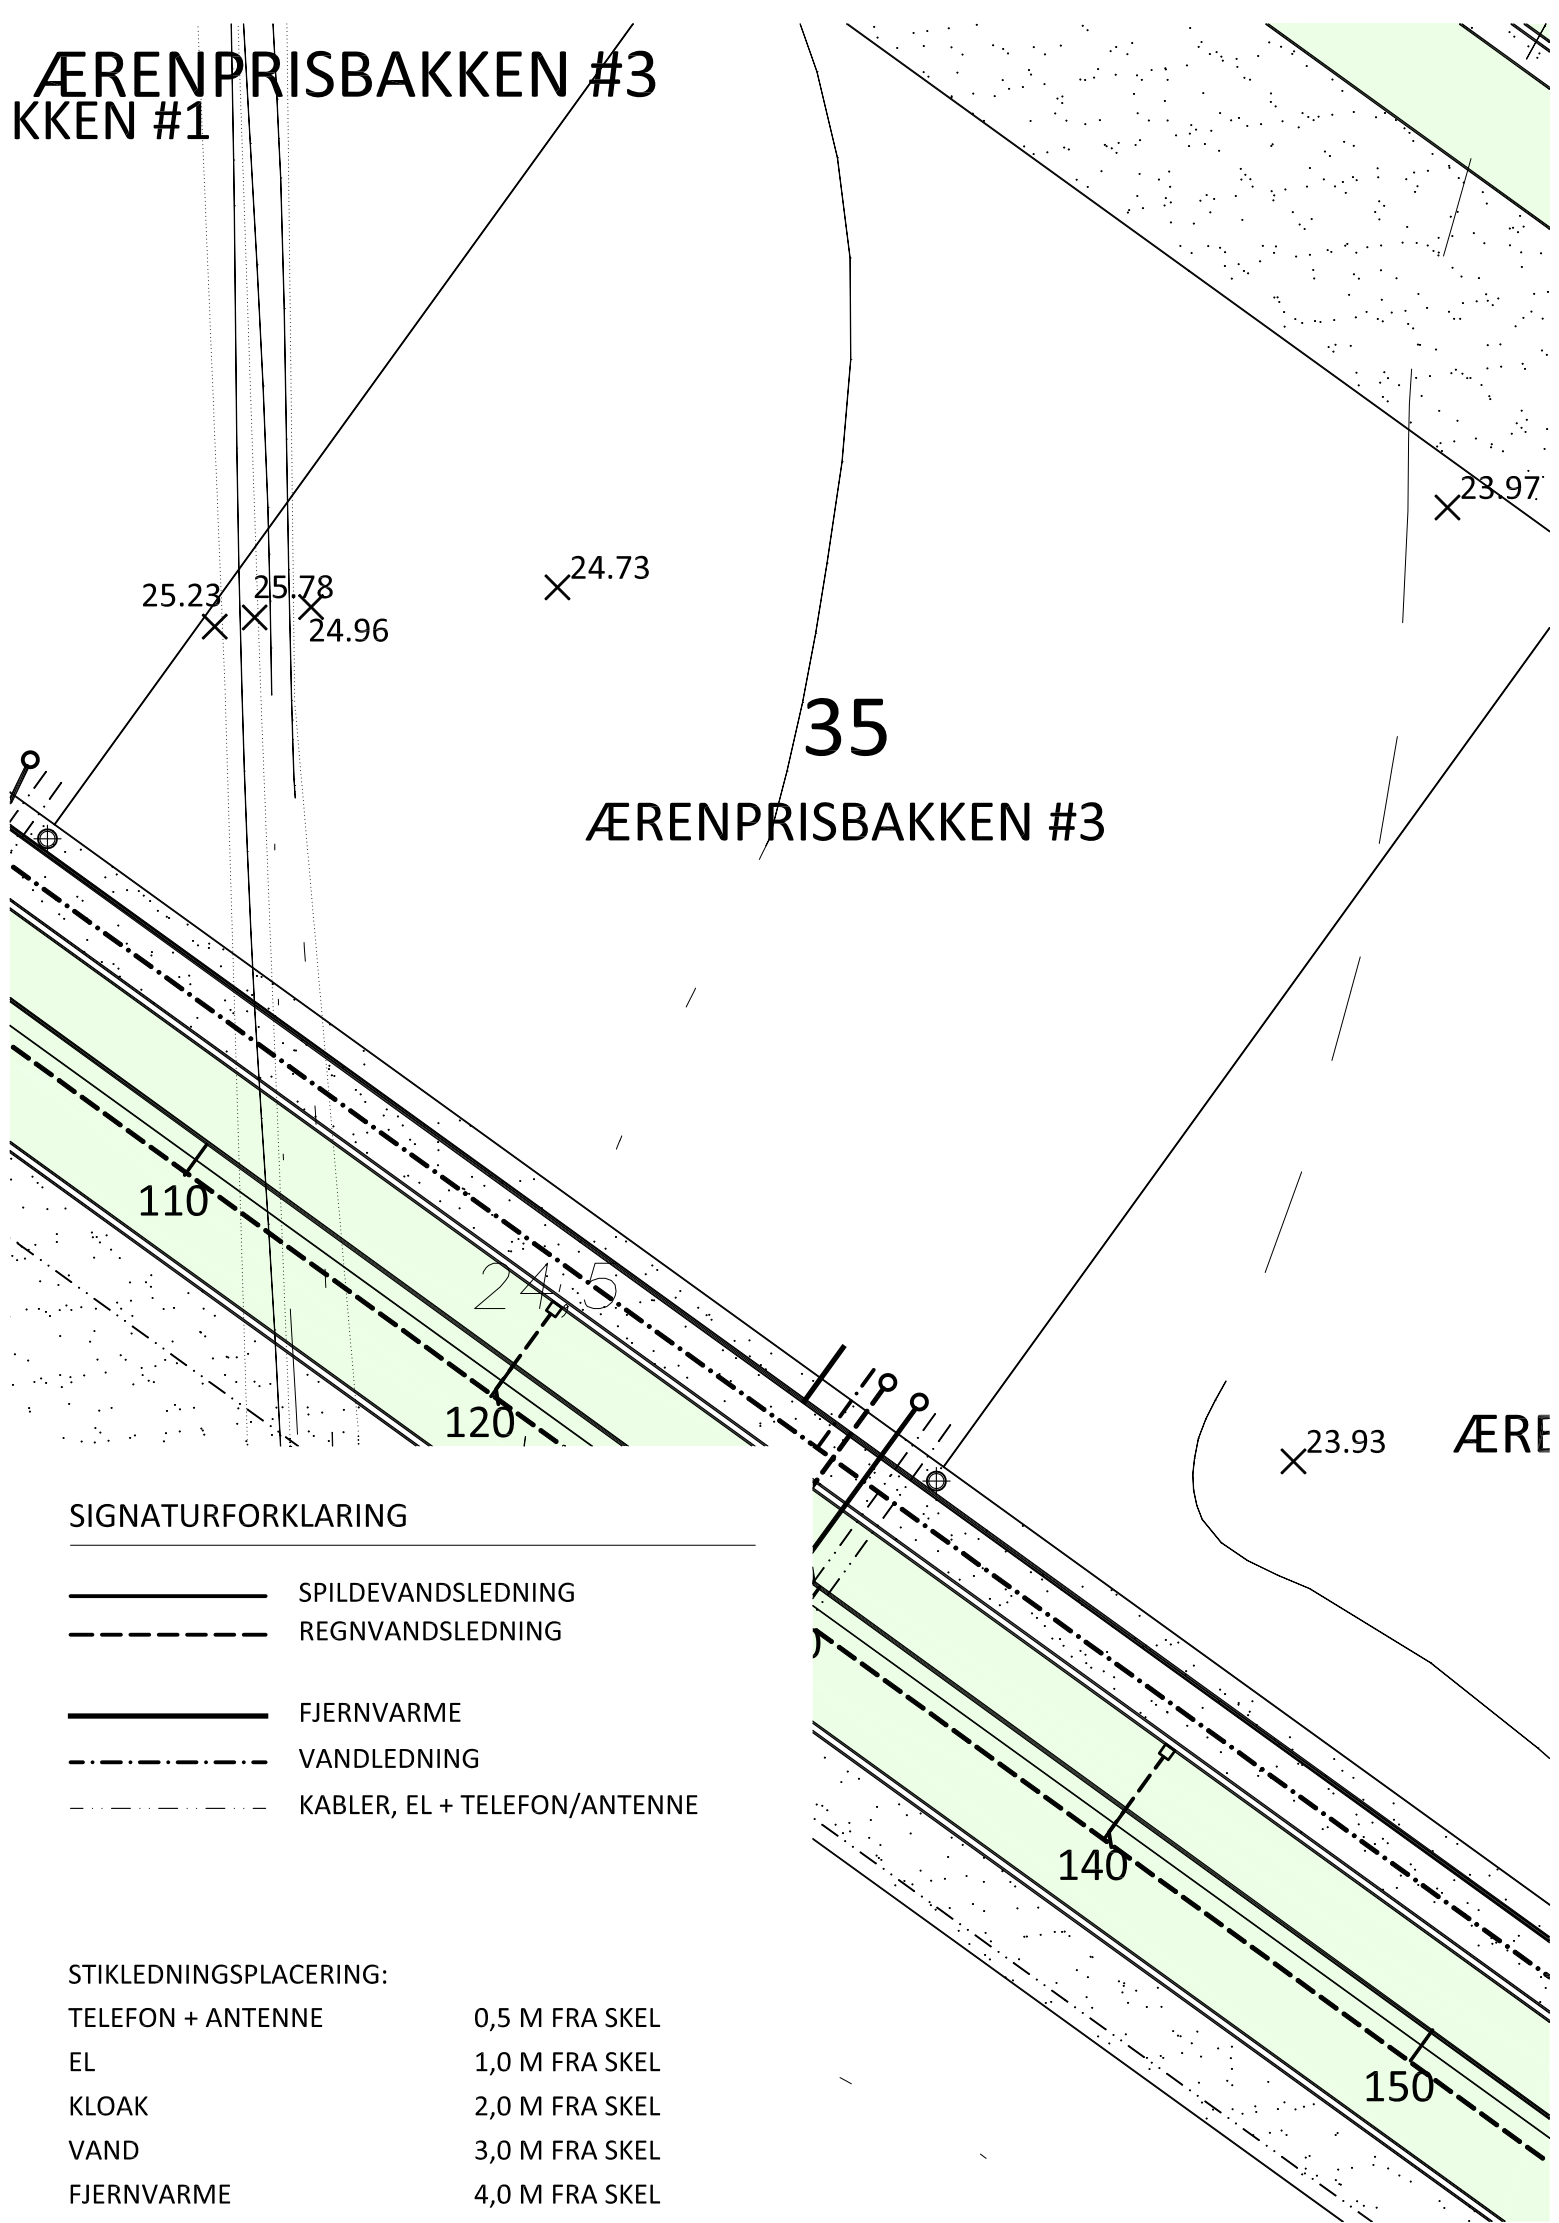 ÆRENPRISBAKKEN #3
KKEN #1
23.97
24.73
25.23
25.78
24.96
35
ÆRENPRISBAKKEN #3
110
24,5
120
23.93
ÆRE
SIGNATURFORKLARING
SPILDEVANDSLEDNING
REGNVANDSLEDNING
FJERNVARME
VANDLEDNING
KABLER, EL + TELEFON/ANTENNE
140
150
STIKLEDNINGSPLACERING:
TELEFON + ANTENNE 0,5 M FRA SKEL
EL 1,0 M FRA SKEL
KLOAK 2,0 M FRA SKEL
VAND 3,0 M FRA SKEL
FJERNVARME 4,0 M FRA SKEL